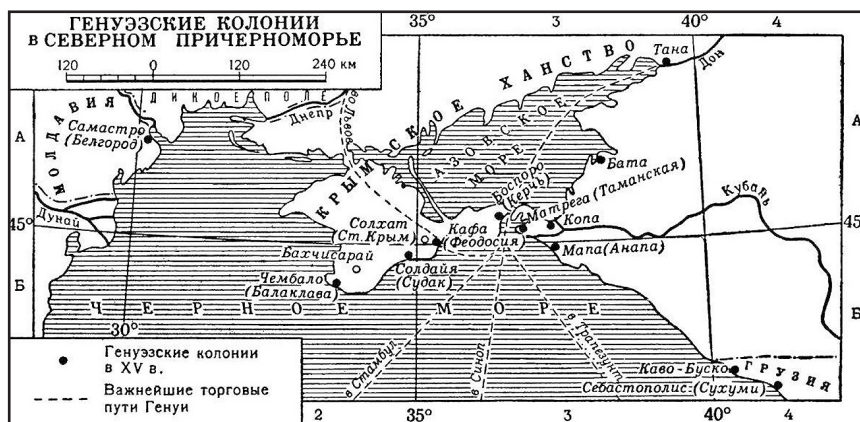 ГЕНУЭЗСКИЕ КОЛОНИИ
в СЕВЕРНОМ ПРИЧЕРНОМОРЬЕ
120 0 120 240 км
35° 3 40° 4
Тана
Дон
КРЫМСКОЕ ХАНСТВО
ДИКОЕ ПОЛЕ
Днепр
МОЛДАВИЯ
Самастро
(Белгород)
А
А
АЗОВСКОЕ
МОРЕ
Бата
Боспоро
(Керчь)
Матрега (Таманская)
Копа
Кубань
Дунай
45°
45°
КРЫМ
Солхат
(Ст. Крым)
Кафа
(Феодосия)
Мапа (Анапа)
Бахчисарай
Солдайя
(Судак)
Чембало
(Балаклава)
Б
Б
ЧЕРНОЕ МОРЕ
30°
в Стамбул
в Синоп
в Трапезунт
Каво-Буско
ГРУЗИЯ
Себастополис (Сухуми)
Генуэзские колонии
в XV в.
Важнейшие торговые
пути Генуи
2 35° 3 40° 4